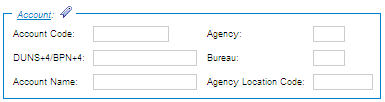 Account:
Account Code: Agency:
DUNS+4/BPN+4: Bureau:
Account Name: Agency Location Code: